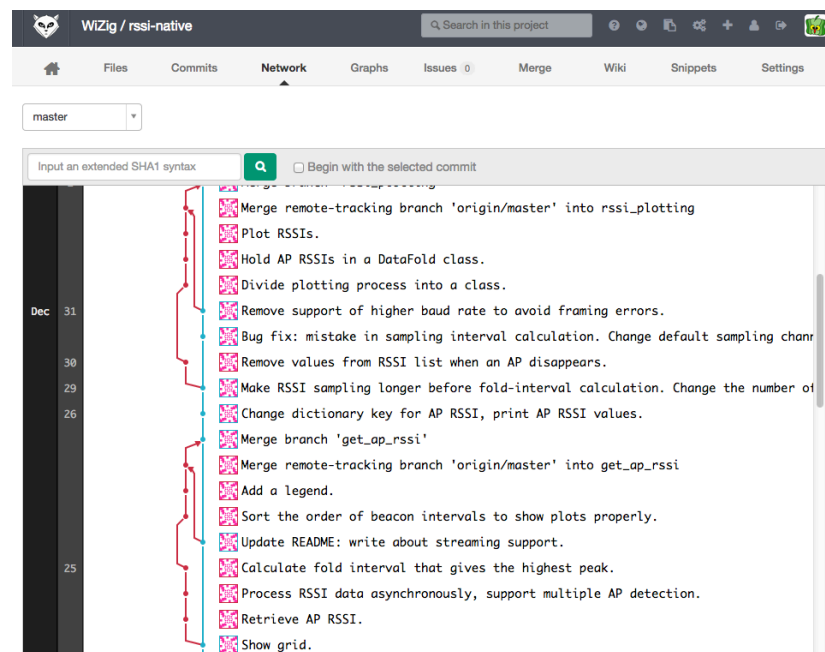 WiZig / rssi-native
Search in this project
Files Commits Network Graphs Issues 0 Merge Wiki Snippets Settings
master
Input an extended SHA1 syntax Begin with the selected commit
Merge branch 'rssi_plotting'
Merge remote-tracking branch 'origin/master' into rssi_plotting
Plot RSSIs.
Hold AP RSSIs in a DataFold class.
Divide plotting process into a class.
Dec 31 Remove support of higher baud rate to avoid framing errors.
Bug fix: mistake in sampling interval calculation. Change default sampling chann
30 Remove values from RSSI list when an AP disappears.
29 Make RSSI sampling longer before fold-interval calculation. Change the number of
26 Change dictionary key for AP RSSI, print AP RSSI values.
Merge branch 'get_ap_rssi'
Merge remote-tracking branch 'origin/master' into get_ap_rssi
Add a legend.
Sort the order of beacon intervals to show plots properly.
Update README: write about streaming support.
25 Calculate fold interval that gives the highest peak.
Process RSSI data asynchronously, support multiple AP detection.
Retrieve AP RSSI.
Show grid.